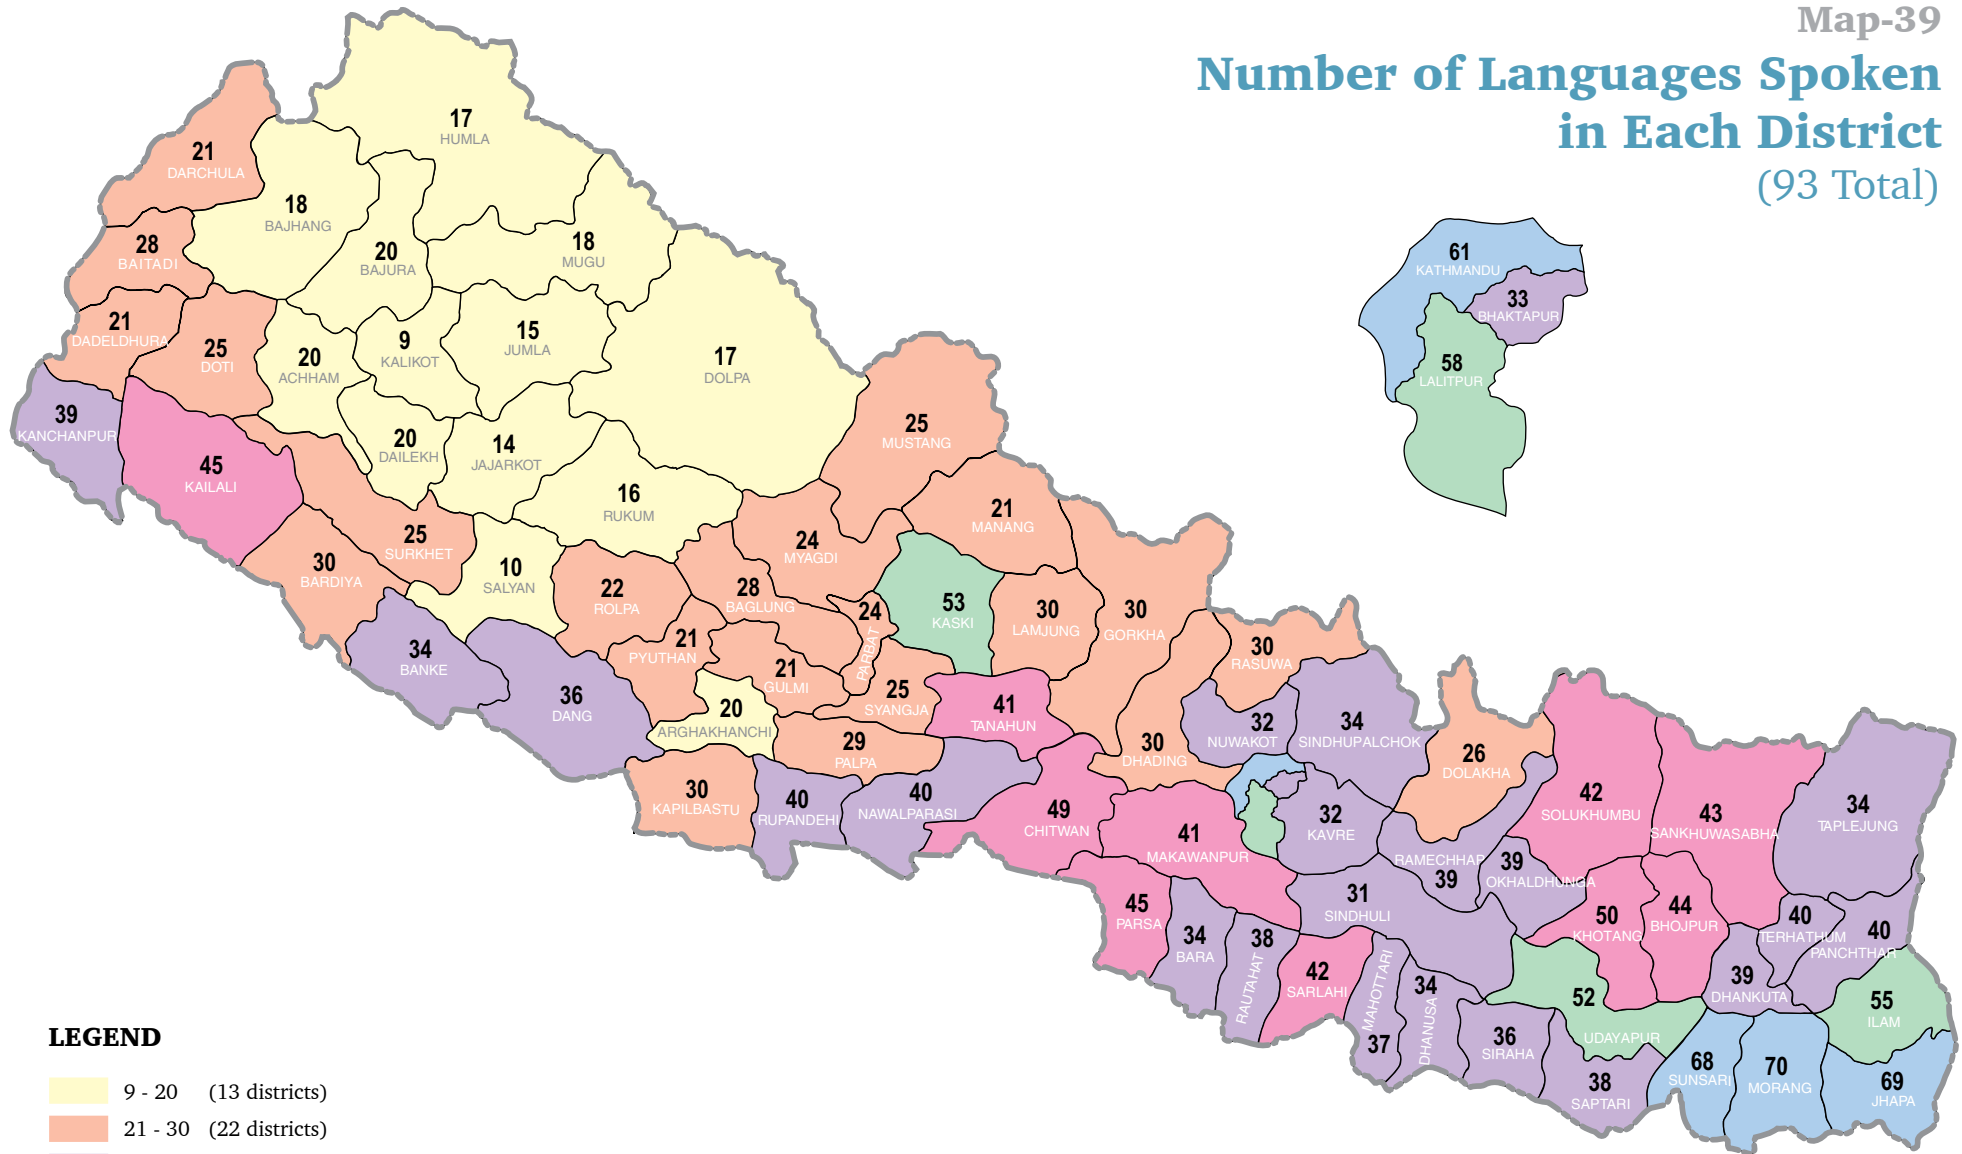 Map-39
Number of Languages Spoken
in Each District
(93 Total)
17
HUMLA
21
DARCHULA
18
BAJHANG
28
BAITADI
20
BAJURA
18
MUGU
61
KATHMANDU
33
BHAKTAPUR
58
LALITPUR
21
DADELDHURA
25
DOTI
20
ACHHAM
9
KALIKOT
15
JUMLA
17
DOLPA
39
KANCHANPUR
45
KAILALI
20
DAILEKH
14
JAJARKOT
25
MUSTANG
16
RUKUM
21
MANANG
25
SURKHET
30
BARDIYA
10
SALYAN
24
MYAGDI
22
ROLPA
28
BAGLUNG
24
PARBAT
53
KASKI
30
LAMJUNG
30
GORKHA
34
BANKE
36
DANG
21
PYUTHAN
21
GULMI
25
SYANGJA
41
TANAHUN
30
RASUWA
20
ARGHAKHANCHI
29
PALPA
30
DHADING
32
NUWAKOT
34
SINDHUPALCHOK
26
DOLAKHA
30
KAPILBASTU
40
RUPANDEHI
40
NAWALPARASI
49
CHITWAN
41
MAKAWANPUR
32
KAVRE
RAMECHHAP
39
39
OKHALDHUNGA
42
SOLUKHUMBU
43
SANKHUWASABHA
34
TAPLEJUNG
45
PARSA
34
BARA
38
RAUTAHAT
31
SINDHULI
42
SARLAHI
MAHOTTARI
37
34
DHANUSA
36
SIRAHA
50
KHOTANG
44
BHOJPUR
40
TERHATHUM
40
PANCHTHAR
39
DHANKUTA
52
UDAYAPUR
55
ILAM
38
SAPTARI
68
SUNSARI
70
MORANG
69
JHAPA
LEGEND
9 - 20 (13 districts)
21 - 30 (22 districts)